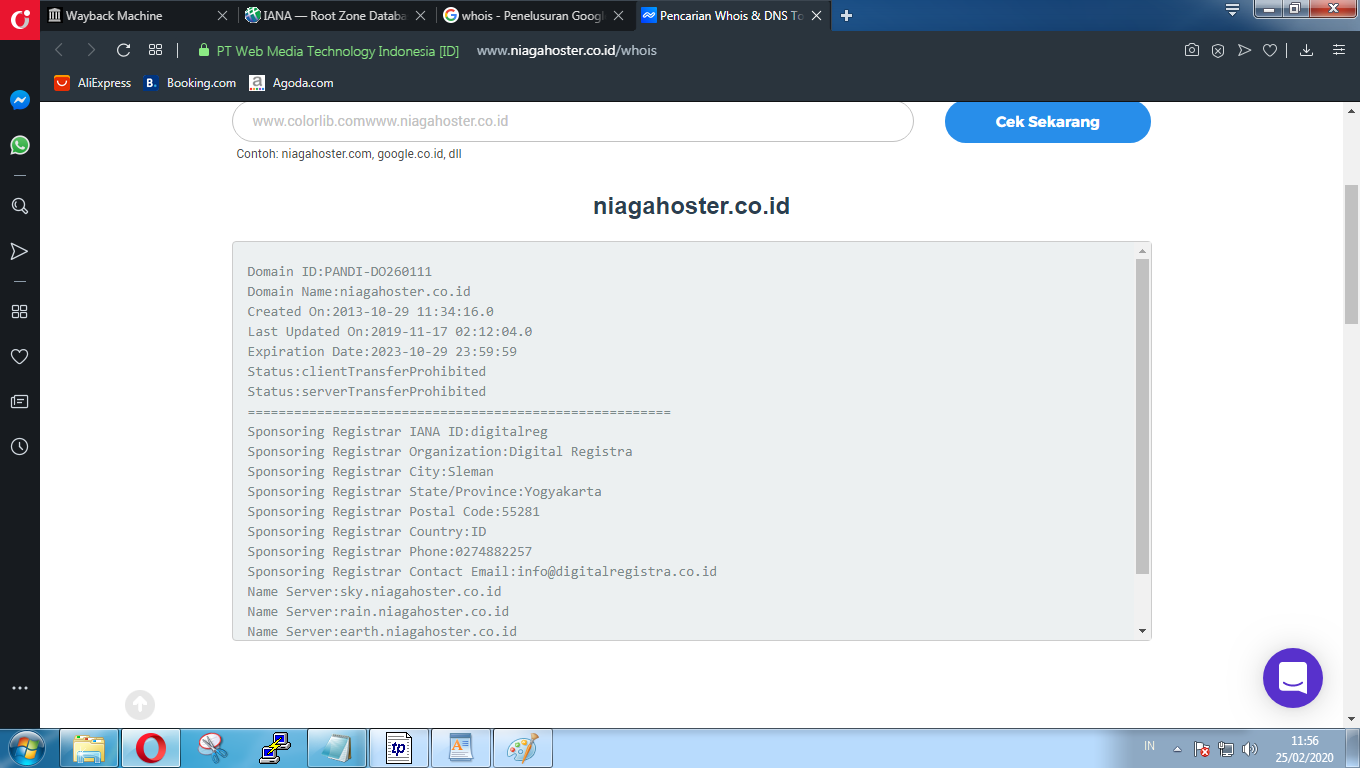 Wayback Machine
IANA — Root Zone Databa
whois - Penelusuran Googl
Pencarian Whois & DNS To
PT Web Media Technology Indonesia [ID]
www.niagahoster.co.id/whois
AliExpress
B. Booking.com
a Agoda.com
www.colorlib.comwww.niagahoster.co.id
Cek Sekarang
Contoh: niagahoster.com, google.co.id, dll
niagahoster.co.id
Domain ID:PANDI-DO260111
Domain Name:niagahoster.co.id
Created On:2013-10-29 11:34:16.0
Last Updated On:2019-11-17 02:12:04.0
Expiration Date:2023-10-29 23:59:59
Status:clientTransferProhibited
Status:serverTransferProhibited
=======================================================
Sponsoring Registrar IANA ID:digitalreg
Sponsoring Registrar Organization:Digital Registra
Sponsoring Registrar City:Sleman
Sponsoring Registrar State/Province:Yogyakarta
Sponsoring Registrar Postal Code:55281
Sponsoring Registrar Country:ID
Sponsoring Registrar Phone:0274882257
Sponsoring Registrar Contact Email:info@digitalregistra.co.id
Name Server:sky.niagahoster.co.id
Name Server:rain.niagahoster.co.id
Name Server:earth.niagahoster.co.id
tp
A
IN
11:56
25/02/2020